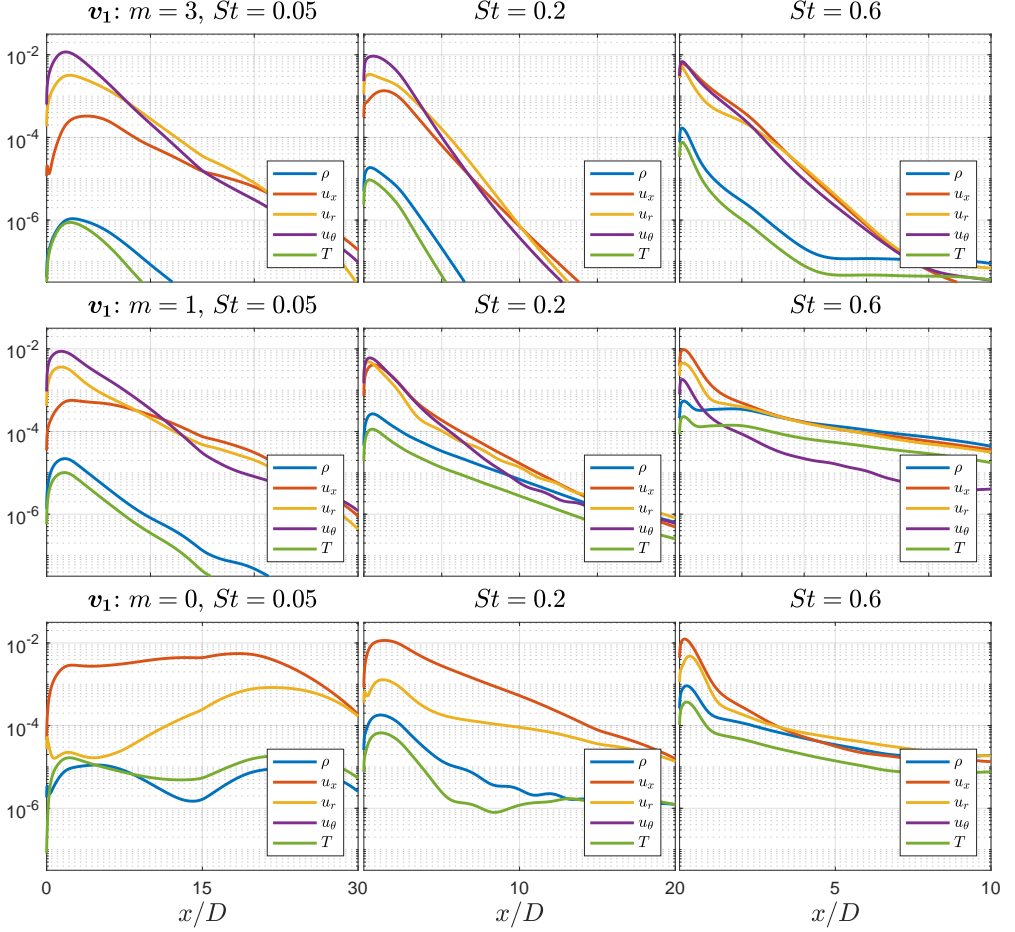 v₁: m = 3, St = 0.05 St = 0.2 St = 0.6
10⁻²
10⁻⁴
10⁻⁶
ρ ρ ρ
uₓ uₓ uₓ
uᵣ uᵣ uᵣ
u_θ u_θ u_θ
T T T
v₁: m = 1, St = 0.05 St = 0.2 St = 0.6
10⁻²
10⁻⁴
10⁻⁶
ρ ρ ρ
uₓ uₓ uₓ
uᵣ uᵣ uᵣ
u_θ u_θ u_θ
T T T
v₁: m = 0, St = 0.05 St = 0.2 St = 0.6
10⁻²
10⁻⁴
10⁻⁶
ρ ρ ρ
uₓ uₓ uₓ
uᵣ uᵣ uᵣ
u_θ u_θ u_θ
T T T
0 15 30 10 20 5 10
x/D x/D x/D